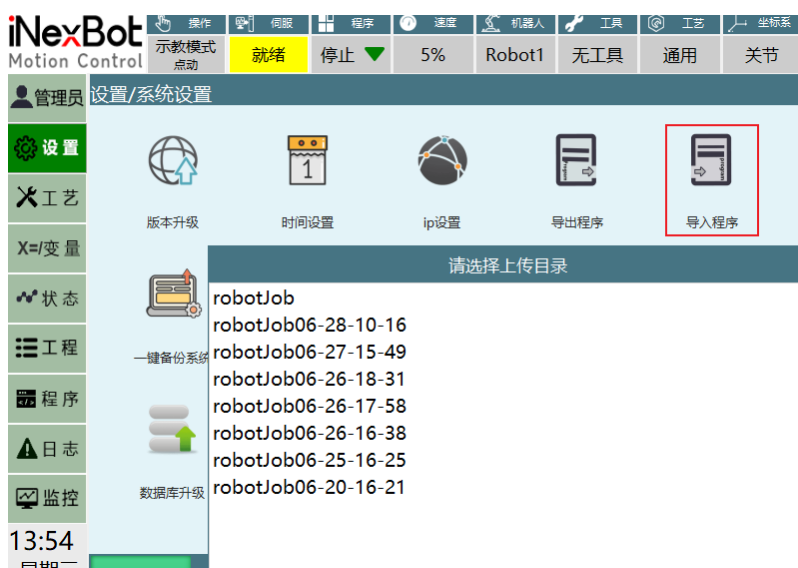 iNexBot
Motion Control
操作 伺服 程序 速度 机器人 工具 工艺 坐标系
示教模式
点动
就绪 停止 5% Robot1 无工具 通用 关节
管理员
设置/系统设置
设置
工艺
X=/变量
状态
工程
程序
日志
监控
13:54
1
版本升级 时间设置 ip设置 导出程序 导入程序
一键备份系统
数据库升级
请选择上传目录
robotJob
robotJob06-28-10-16
robotJob06-27-15-49
robotJob06-26-18-31
robotJob06-26-17-58
robotJob06-26-16-38
robotJob06-25-16-25
robotJob06-20-16-21